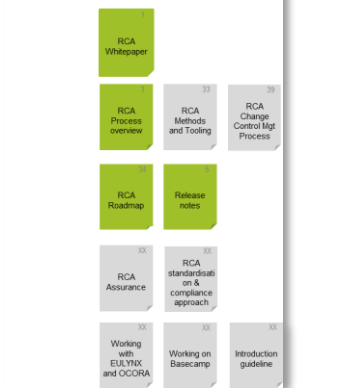 1
RCA
Whitepaper
1
RCA
Process
overview
33
RCA
Methods
and Tooling
39
RCA
Change
Control Mgt
Process
34
RCA
Roadmap
5
Release
notes
XX
RCA
Assurance
XX
RCA
standardisati
on &
compliance
approach
XX
Working
with
EULYNX
and OCORA
XX
Working on
Basecamp
XX
Introduction
guideline